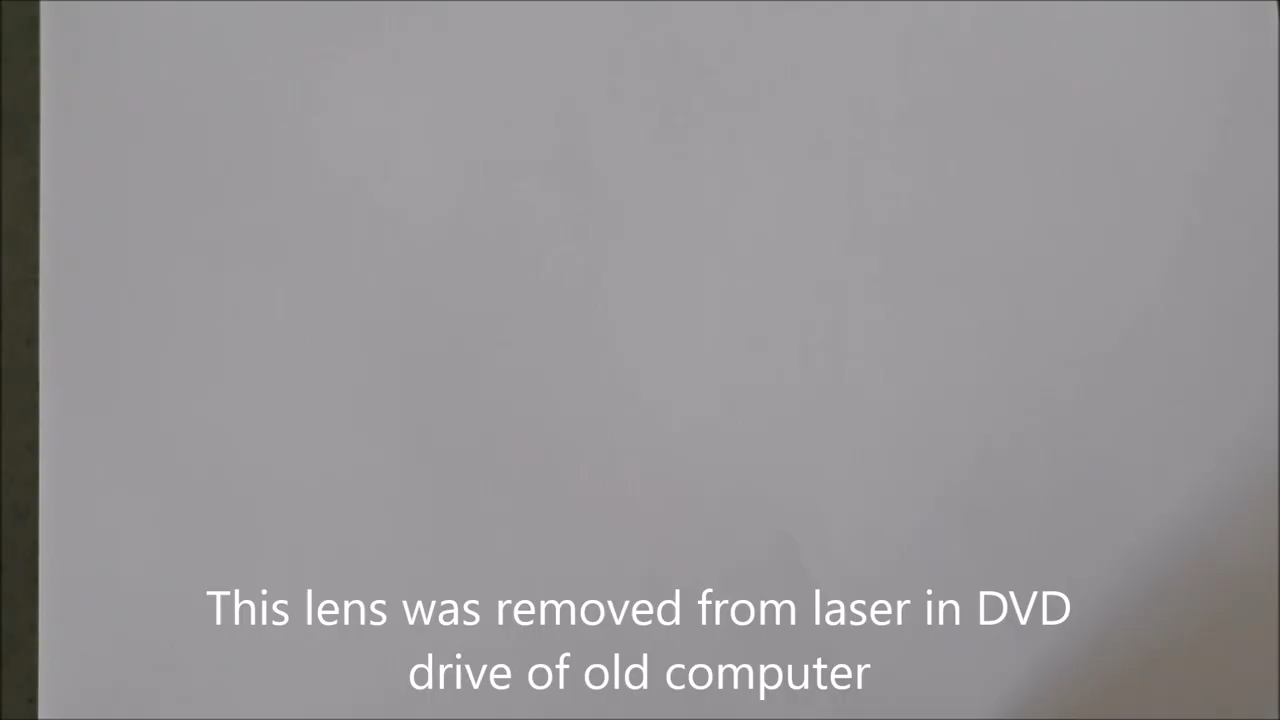 This lens was removed from laser in DVD
drive of old computer